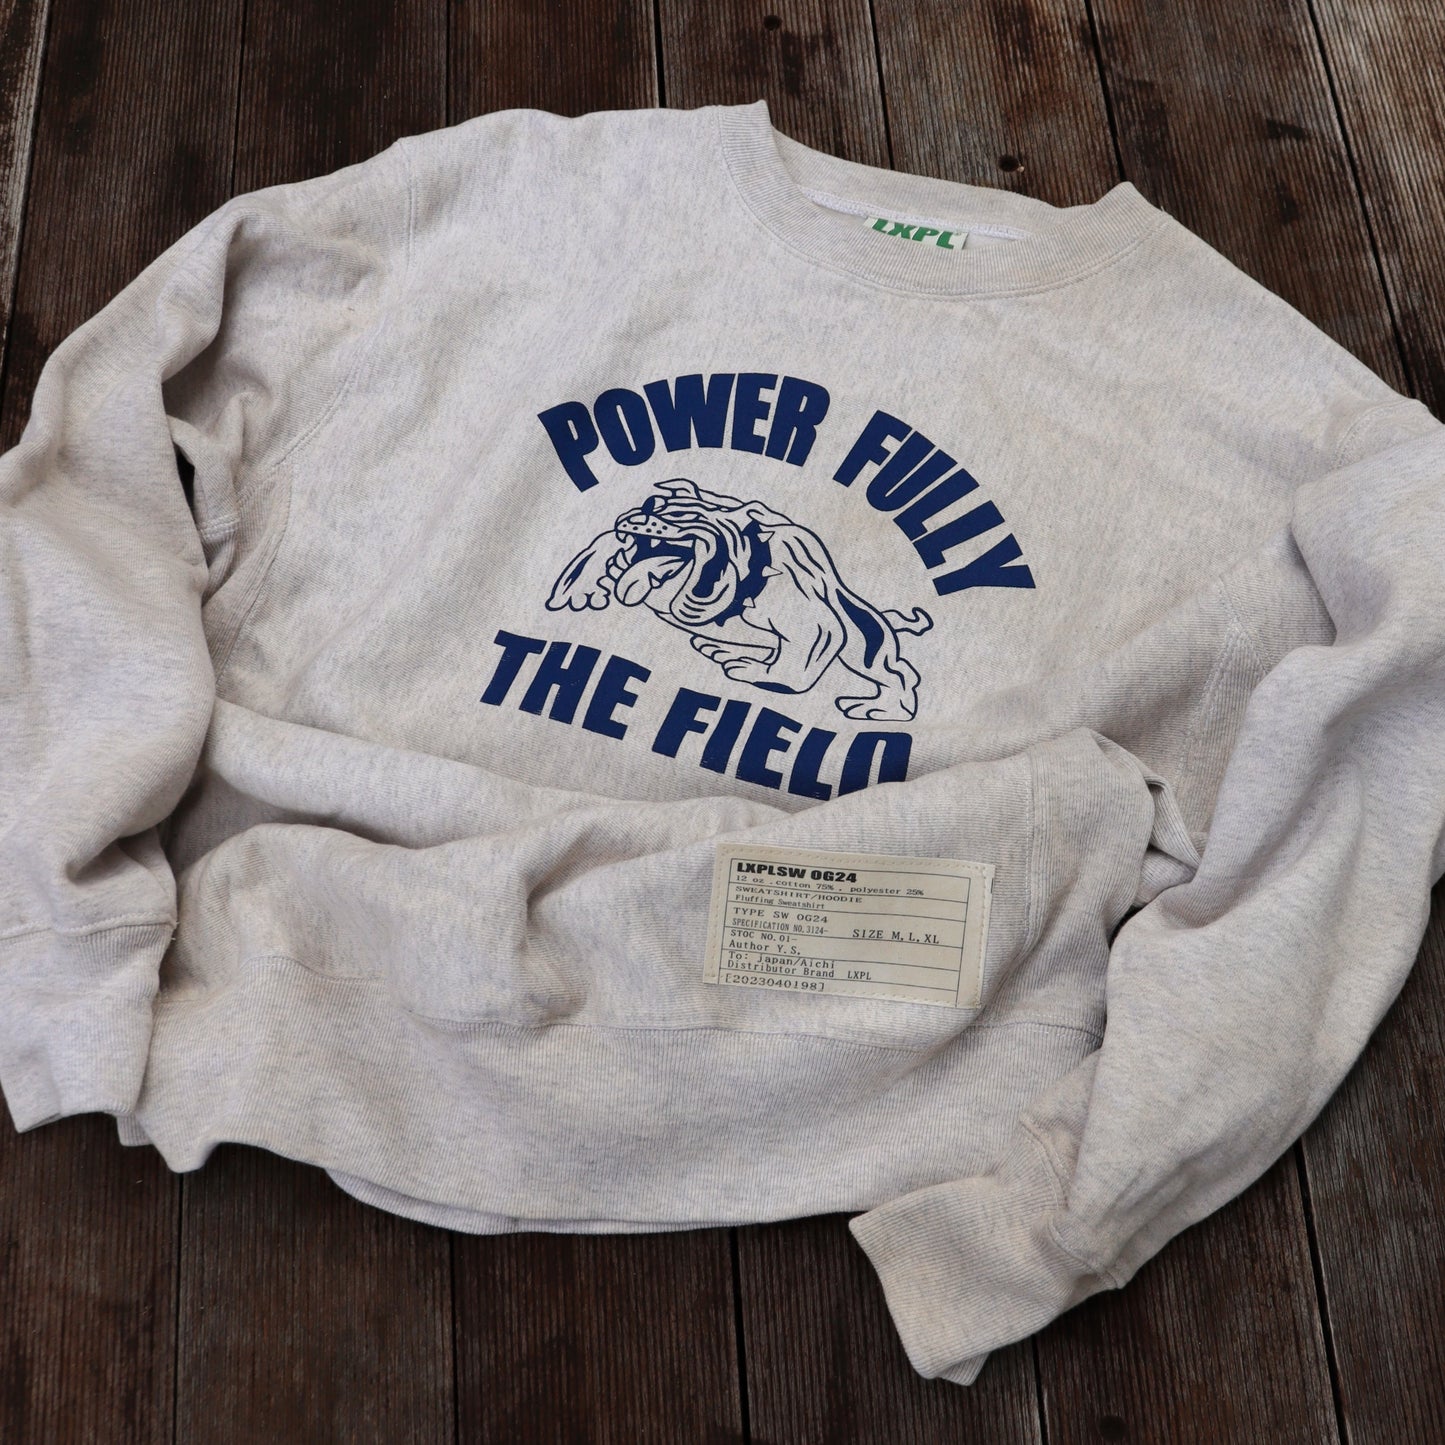 LXPL
POWER FULLY
THE FIELD
LXPLSW OG24
12 oz .cotton 75% . polyester 25%
SWEATSHIRT/HOODIE
Fluffing Sweatshirt
TYPE SW OG24
SPECIFICATION NO.3124- SIZE M, L, XL
STOC NO.01-
Author Y.S,
To: japan/Aichi
Distributor Brand LXPL
[2023040198]